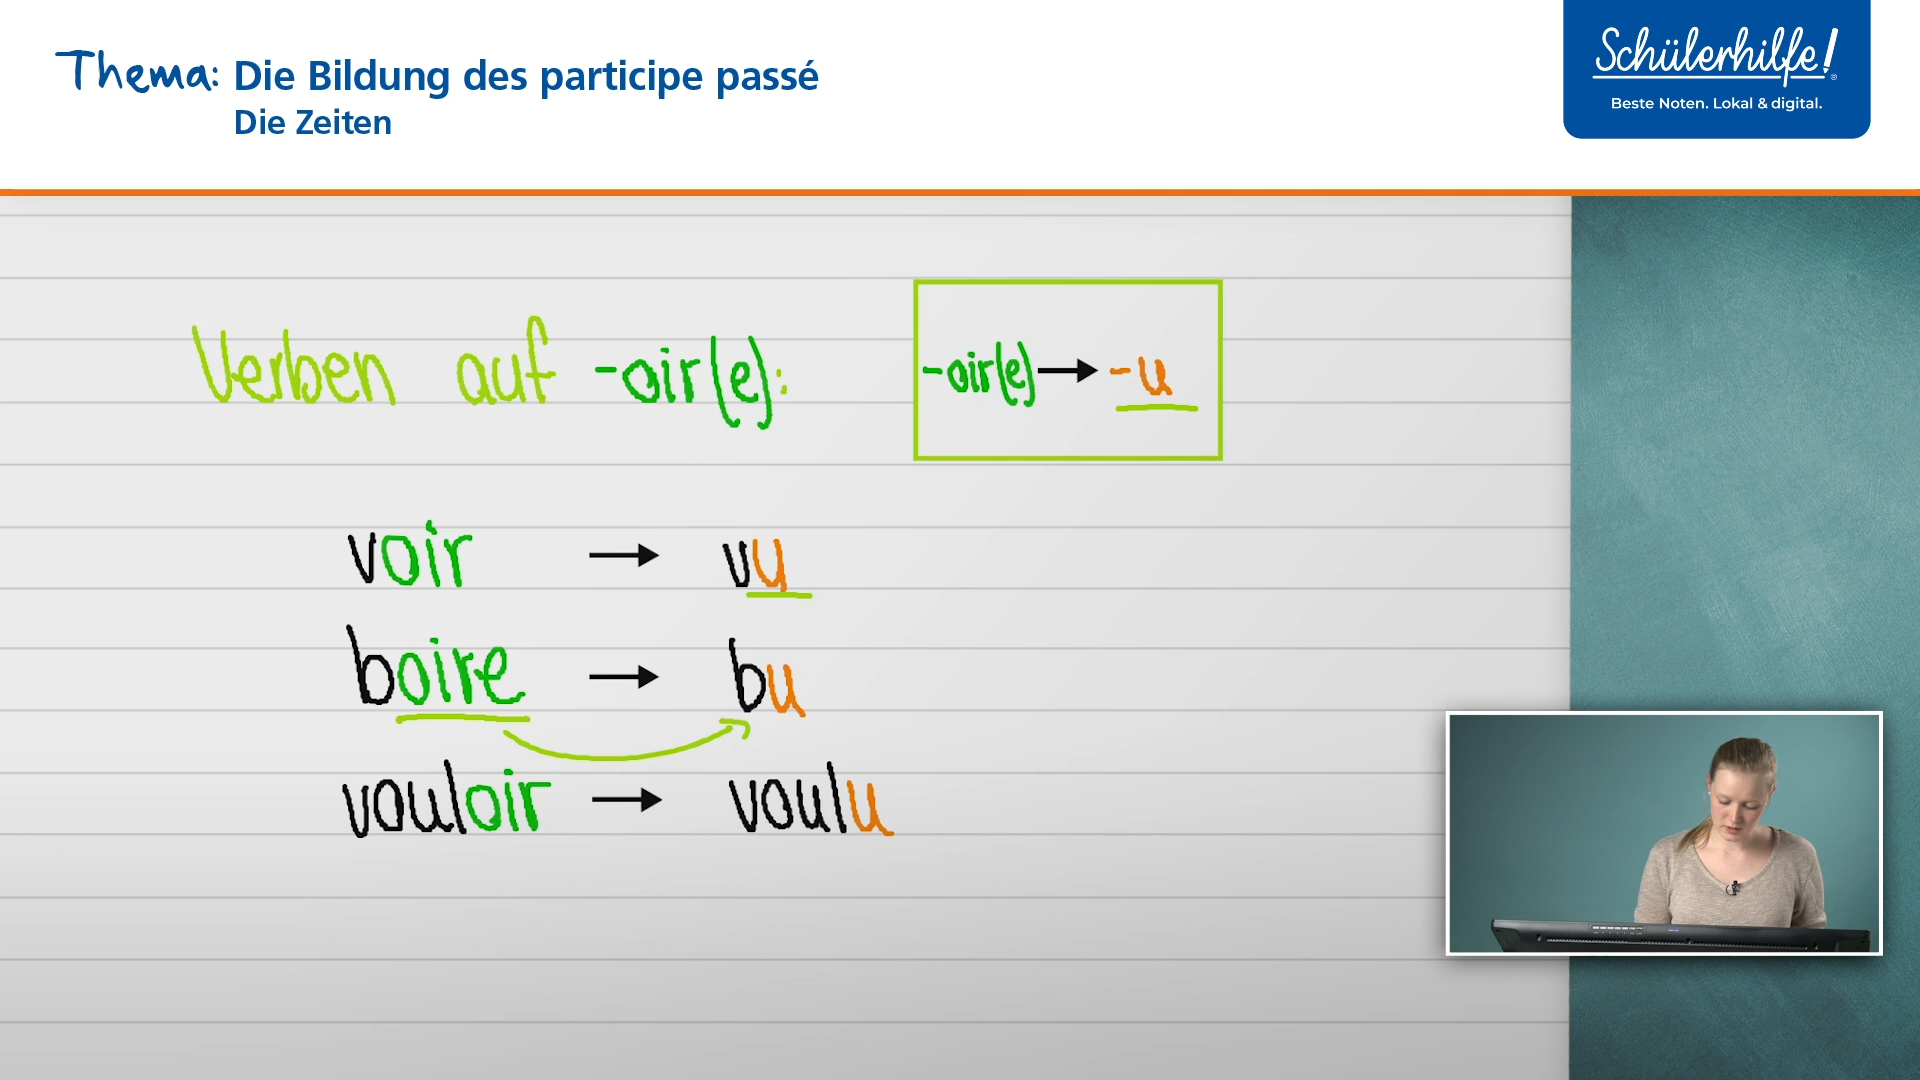 Thema: Die Bildung des participe passé
Die Zeiten
Schülerhilfe!®
Beste Noten. Lokal & digital.
Verben auf -oir(e):
-oir(e) → -u
voir → vu
boire → bu
vouloir → voulu